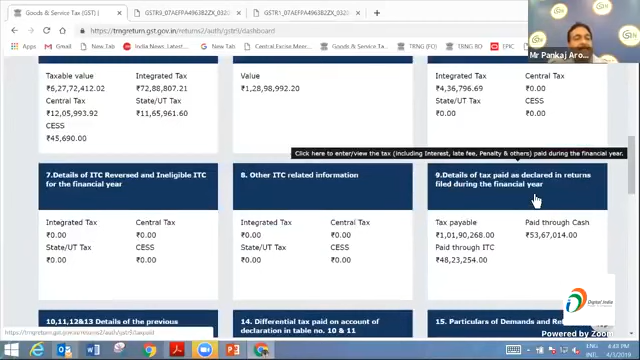 Goods & Service Tax (GST)
GSTR9_07AEFPA4963B2ZX_032
GSTR1_07AEFPA4963B2ZX_032
https://trngreturn.gst.gov.in/returns2/auth/gstr9/dashboard
Apps
New Tab
India News, Latest
Central Excise Meer
Goods & Service Tax
TRNG BO
EWAY Bill
Mr Pankaj Aro...
Taxable value
₹6,27,72,412.02
Integrated Tax
₹72,88,807.21
Central Tax
₹12,05,993.92
State/UT Tax
₹11,65,961.60
CESS
₹45,690.00
Value
₹1,28,98,992.20
Integrated Tax
₹4,36,796.69
Central Tax
₹0.00
State/UT Tax
₹0.00
CESS
₹0.00
Click here to enter/view the tax (including Interest, late fee, Penalty & others) paid during the financial year.
7.Details of ITC Reversed and Ineligible ITC
for the financial year
8. Other ITC related information
9.Details of tax paid as declared in returns
filed during the financial year
Integrated Tax
₹0.00
Central Tax
₹0.00
State/UT Tax
₹0.00
CESS
₹0.00
Integrated Tax
₹0.00
Central Tax
₹0.00
State/UT Tax
₹0.00
CESS
₹0.00
Tax payable
₹1,01,90,268.00
Paid through Cash
₹53,67,014.00
Paid through ITC
₹48,23,254.00
Digital India
10,11,12&13 Details of the previous
14. Differential tax paid on account of
declaration in table no. 10 & 11
15. Particulars of Demands and
Powered by Zoom
INTL
4:43 PM
4/3/2019